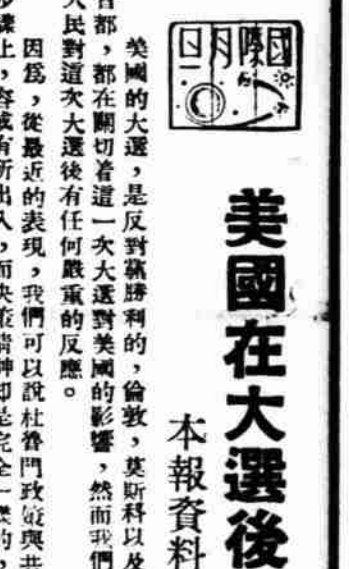 國際日月
美國在大選後
本報資料
美國的大選，是反對黨勝利的，倫敦，莫斯科以及
首都，都在關切着這一次大選對美國的影響，然而我們
人民對這次大選後有任何嚴重的反應。
因爲，從最近的表現，我們可以說杜魯門政策與共
步驟上，容或有所出入，而決策精神却是完全一樣的，